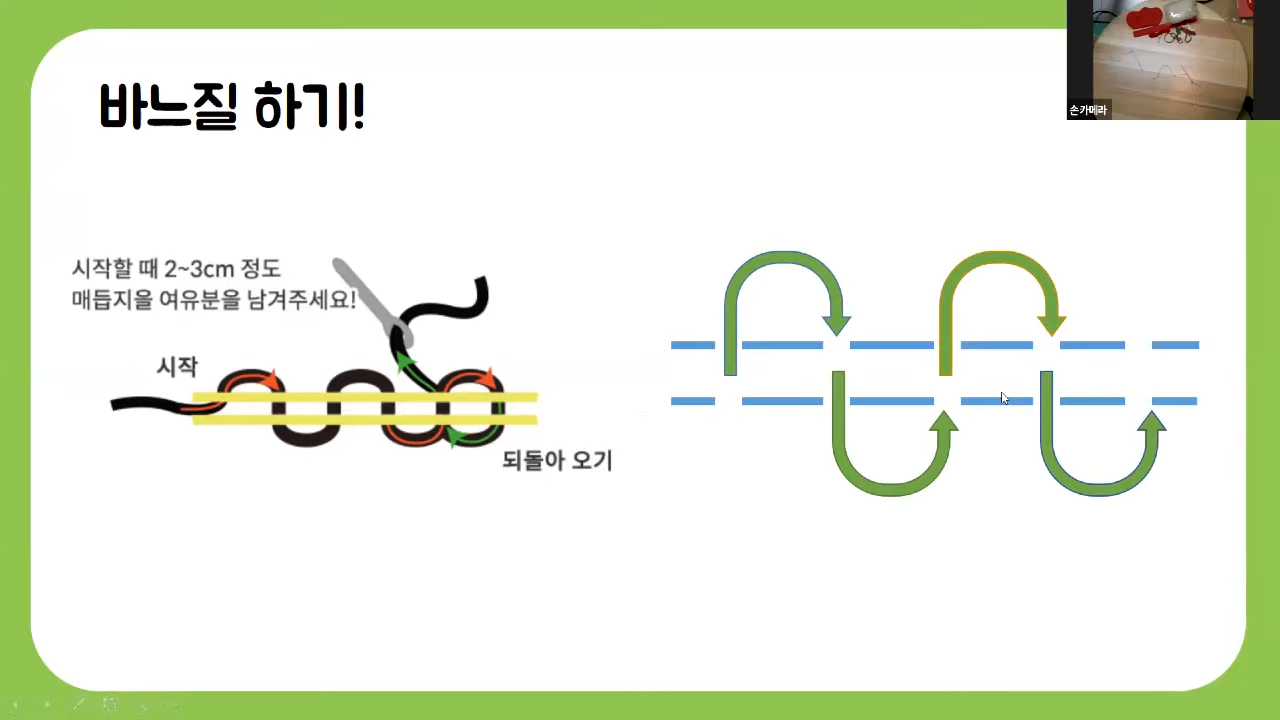 바느질 하기!
손카메라
시작할 때 2~3cm 정도
매듭지을 여유분을 남겨주세요!
시작
되돌아 오기